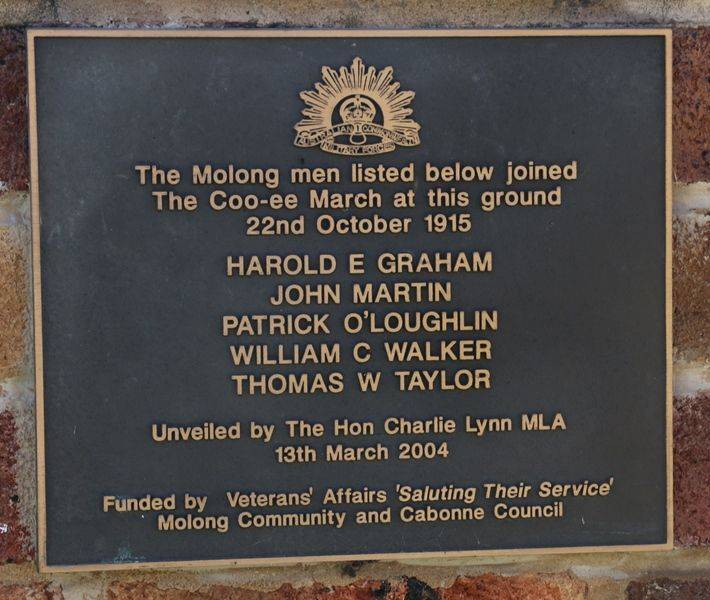 AUSTRALIAN COMMONWEALTH
MILITARY FORCES
The Molong men listed below joined
The Coo-ee March at this ground
22nd October 1915
HAROLD E GRAHAM
JOHN MARTIN
PATRICK O'LOUGHLIN
WILLIAM C WALKER
THOMAS W TAYLOR
Unveiled by The Hon Charlie Lynn MLA
13th March 2004
Funded by Veterans' Affairs 'Saluting Their Service'
Molong Community and Cabonne Council